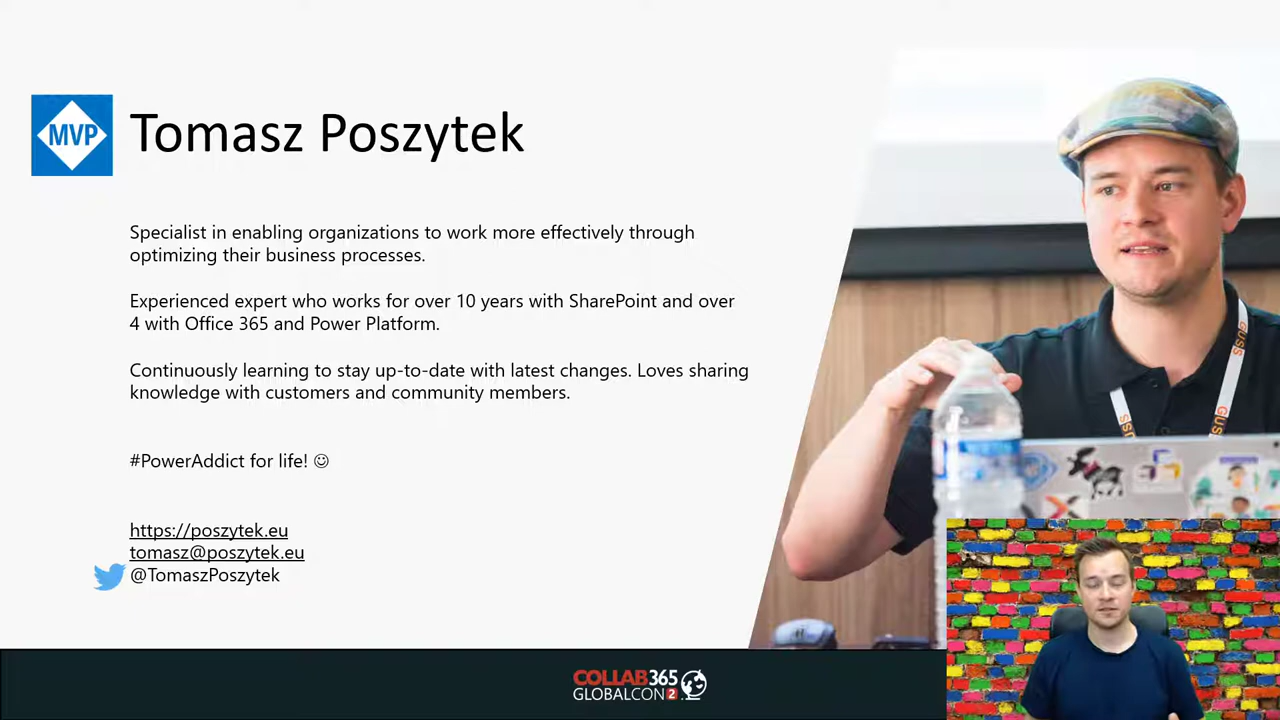 MVP
Tomasz Poszytek
Specialist in enabling organizations to work more effectively through
optimizing their business processes.
Experienced expert who works for over 10 years with SharePoint and over
4 with Office 365 and Power Platform.
Continuously learning to stay up-to-date with latest changes. Loves sharing
knowledge with customers and community members.
#PowerAddict for life! ☺
https://poszytek.eu
tomasz@poszytek.eu
@TomaszPoszytek
GUSS
GUSS
COLLAB365
GLOBALCON2